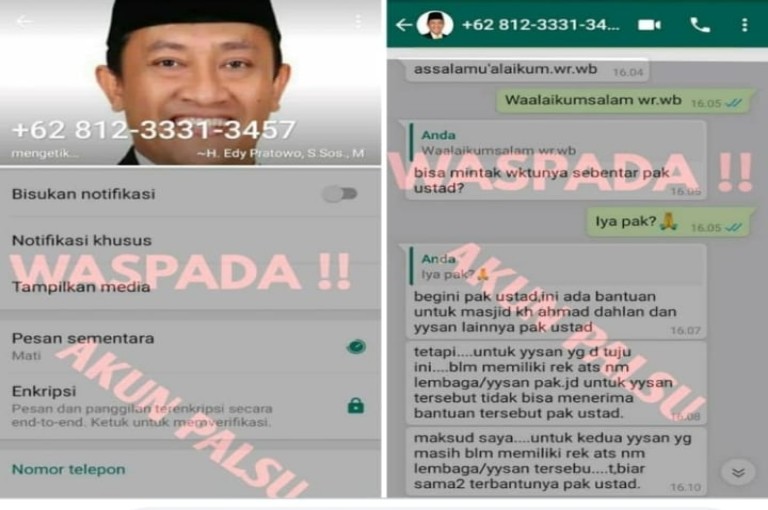 +62 812-3331-3457
mengetik...
~H. Edy Pratowo, S.Sos., M
Bisukan notifikasi
Notifikasi khusus
WASPADA !!
Tampilkan media
Pesan sementara
Mati
AKUN PALSU
Enkripsi
Pesan dan panggilan terenkripsi secara
end-to-end. Ketuk untuk memverifikasi.
Nomor telepon
+62 812-3331-34...
assalamu'alaikum.wr.wb 16.04
Waalaikumsalam wr.wb 16.05
Anda
Waalaikumsalam wr.wb
WASPADA !!
bisa mintak wktunya sebentar pak
ustad? 16.05
Iya pak?🙏 16.05
Anda
Iya pak?🙏
AKUN PALSU
begini pak ustad,ini ada bantuan
untuk masjid kh ahmad dahlan dan
yysan lainnya pak ustad 16.07
tetapi....untuk yysan yg d tuju
ini....blm memiliki rek ats nm
lembaga/yysan pak.jd untuk yysan
tersebut tidak bisa menerima
bantuan tersebut pak ustad. 16.08
maksud saya....untuk kedua yysan yg
masih blm memiliki rek ats nm
lembaga/yysan tersebu....t,biar
sama2 terbantunya pak ustad. 16.10